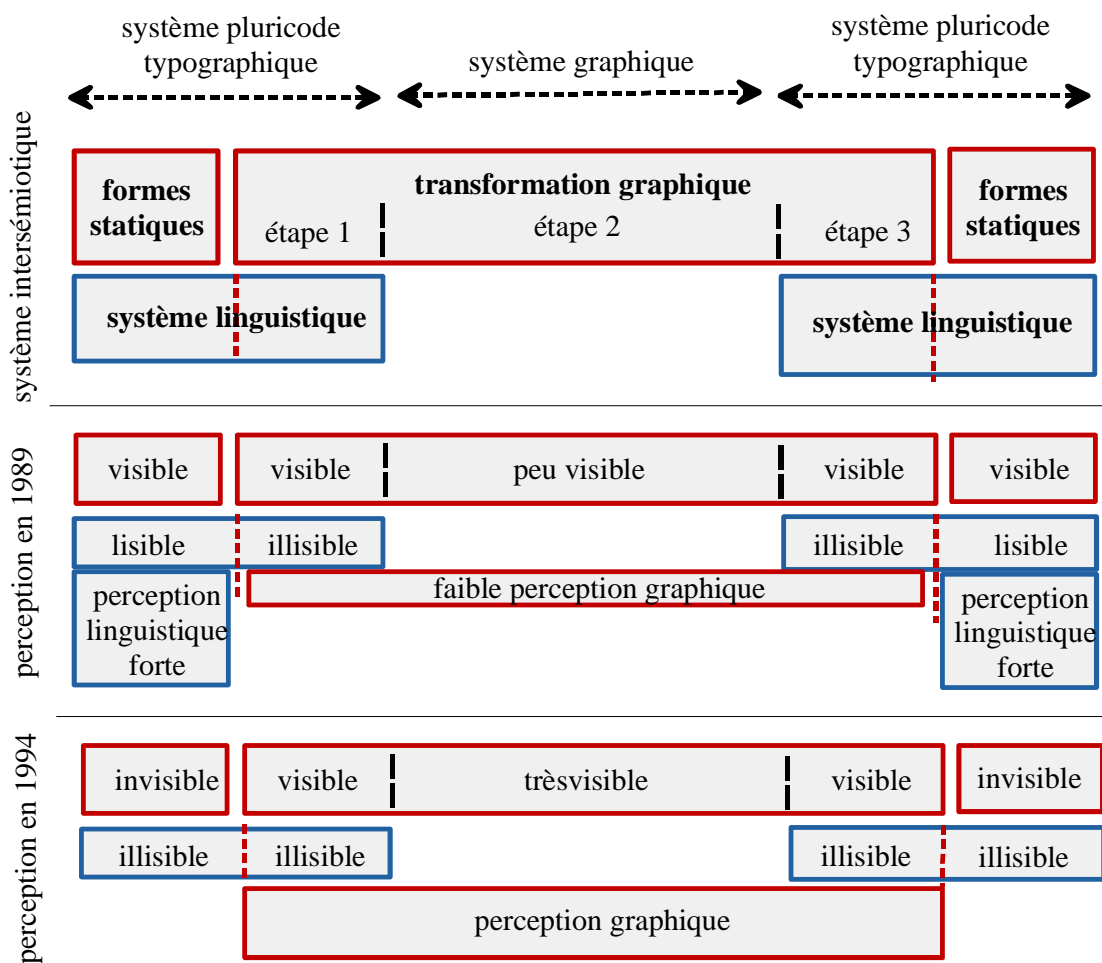 système pluricode
typographique
système graphique
système pluricode
typographique
système intersémiotique
formes
statiques
transformation graphique
étape 1
étape 2
étape 3
formes
statiques
système linguistique
système linguistique
perception en 1989
visible
visible
peu visible
visible
visible
lisible
illisible
illisible
lisible
perception
linguistique
forte
faible perception graphique
perception
linguistique
forte
perception en 1994
invisible
visible
trèsvisible
visible
invisible
illisible
illisible
illisible
illisible
perception graphique